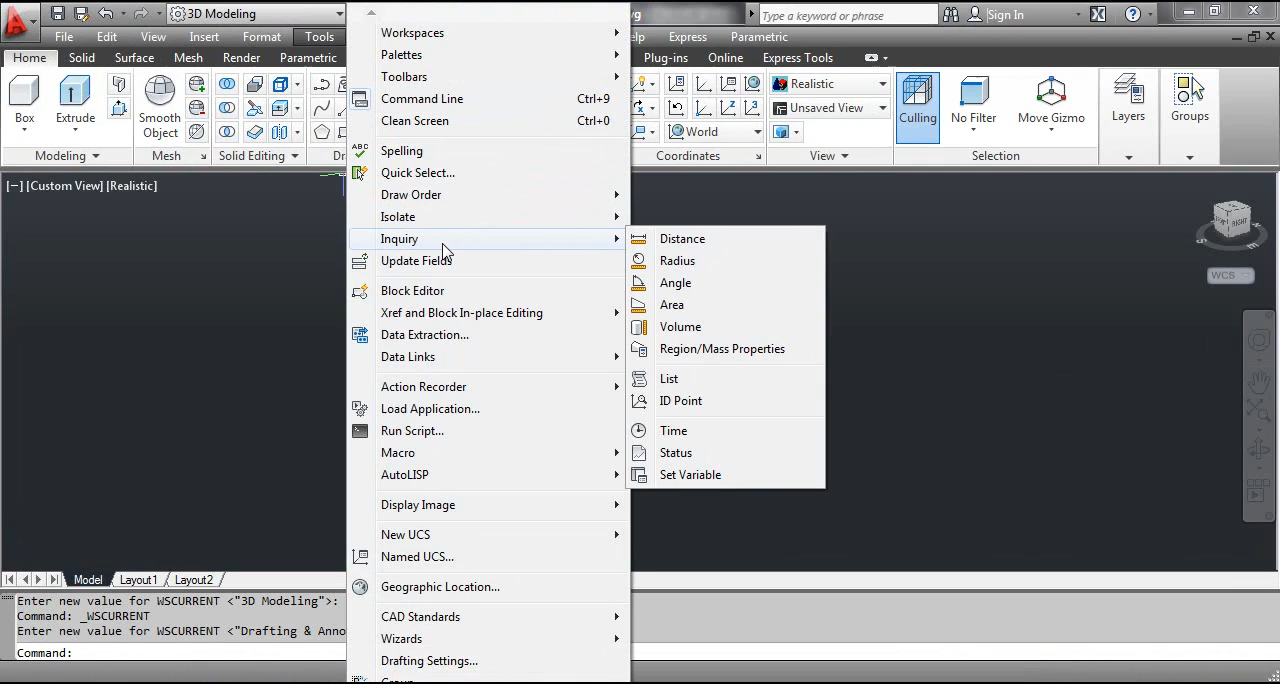 3D Modeling
vg
Type a keyword or phrase
Sign In
File
Edit
View
Insert
Format
Tools
elp
Express
Parametric
Home
Solid
Surface
Mesh
Render
Parametric
Plug-ins
Online
Express Tools
Box
Extrude
Smooth
Object
Realistic
Unsaved View
World
Culling
No Filter
Move Gizmo
Layers
Groups
Modeling
Mesh
Solid Editing
Dr
Coordinates
View
Selection
[−] [Custom View] [Realistic]
Workspaces
Palettes
Toolbars
Command Line Ctrl+9
Clean Screen Ctrl+0
ABC
Spelling
Quick Select...
Draw Order
Isolate
Inquiry
Update Fields
Block Editor
Xref and Block In-place Editing
Data Extraction...
Data Links
Action Recorder
Load Application...
Run Script...
Macro
AutoLISP
Display Image
New UCS
Named UCS...
Geographic Location...
CAD Standards
Wizards
Drafting Settings...
Distance
Radius
Angle
Area
Volume
Region/Mass Properties
List
ID Point
Time
Status
Set Variable
RIGHT
WCS
Model
Layout1
Layout2
Enter new value for WSCURRENT <"3D Modeling">:
Command: _WSCURRENT
Enter new value for WSCURRENT <"Drafting & Anno
Command: